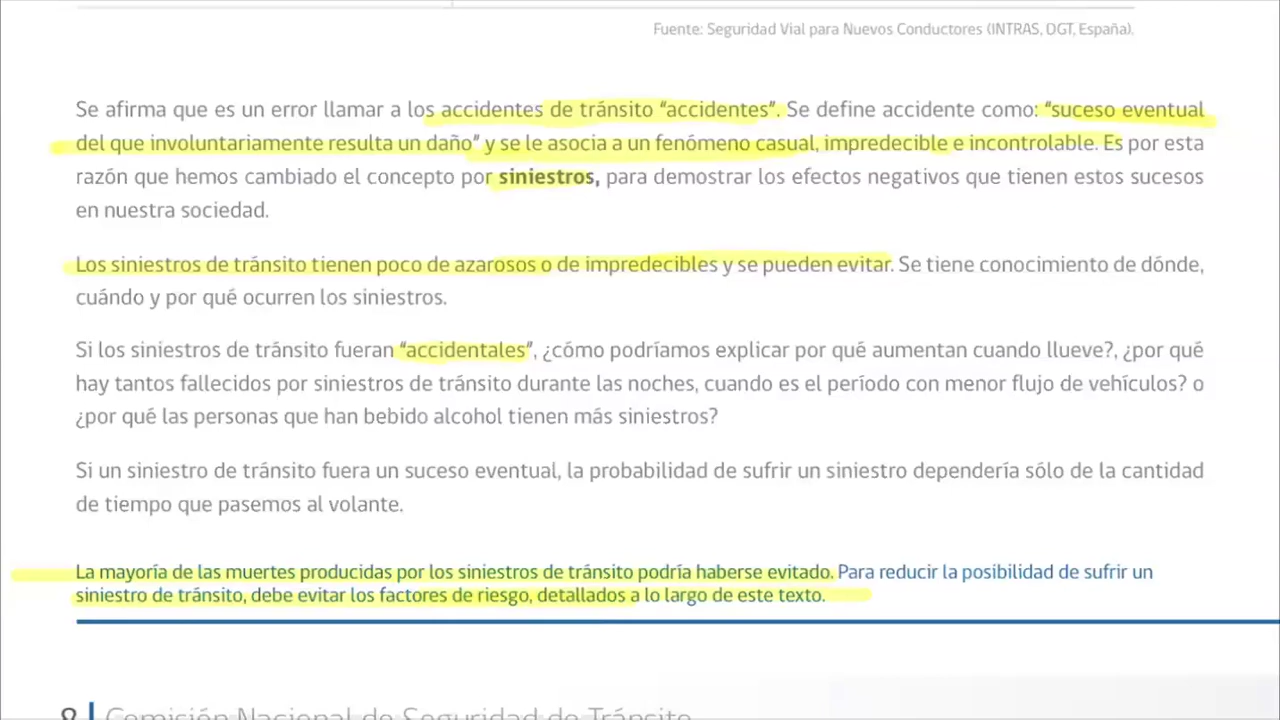 Fuente: Seguridad Vial para Nuevos Conductores (INTRAS, DGT, España).
Se afirma que es un error llamar a los accidentes de tránsito “accidentes”. Se define accidente como: “suceso eventual
del que involuntariamente resulta un daño” y se le asocia a un fenómeno casual, impredecible e incontrolable. Es por esta
razón que hemos cambiado el concepto por siniestros, para demostrar los efectos negativos que tienen estos sucesos
en nuestra sociedad.
Los siniestros de tránsito tienen poco de azarosos o de impredecibles y se pueden evitar. Se tiene conocimiento de dónde,
cuándo y por qué ocurren los siniestros.
Si los siniestros de tránsito fueran “accidentales”, ¿cómo podríamos explicar por qué aumentan cuando llueve?, ¿por qué
hay tantos fallecidos por siniestros de tránsito durante las noches, cuando es el período con menor flujo de vehículos? o
¿por qué las personas que han bebido alcohol tienen más siniestros?
Si un siniestro de tránsito fuera un suceso eventual, la probabilidad de sufrir un siniestro dependería sólo de la cantidad
de tiempo que pasemos al volante.
La mayoría de las muertes producidas por los siniestros de tránsito podría haberse evitado. Para reducir la posibilidad de sufrir un
siniestro de tránsito, debe evitar los factores de riesgo, detallados a lo largo de este texto.
8 | Comisión Nacional de Seguridad de Tránsito